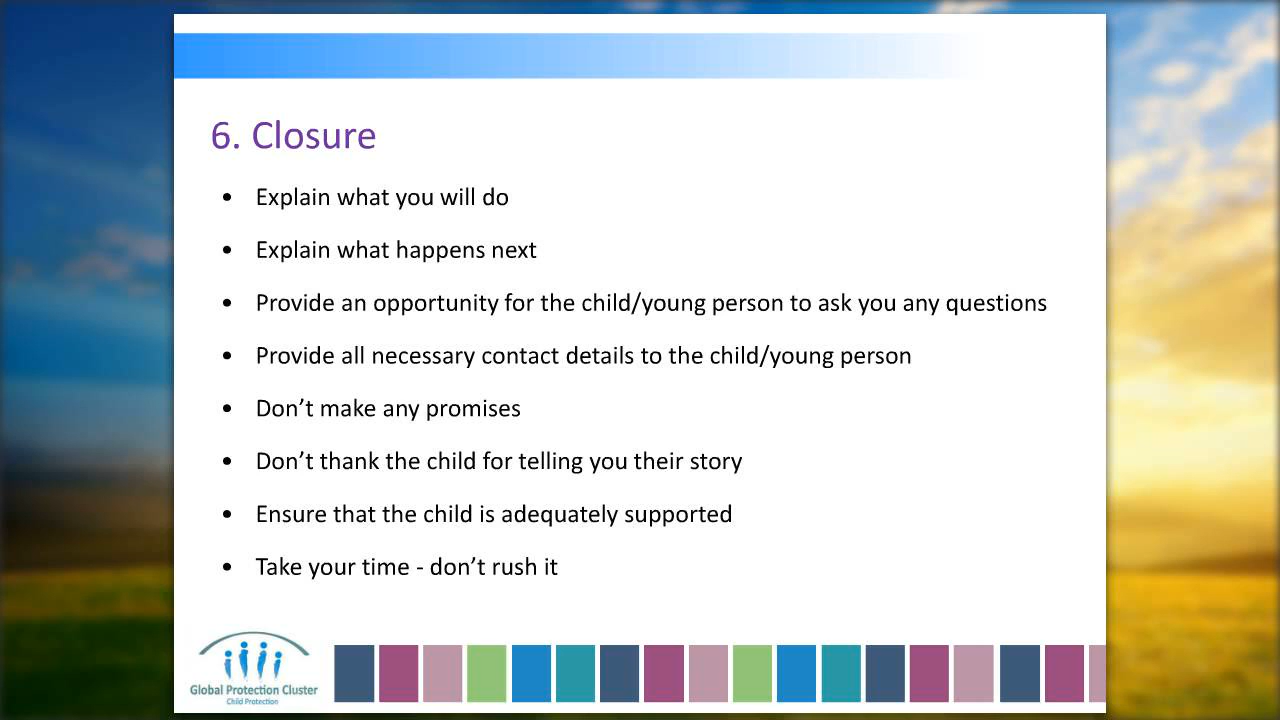 6. Closure
• Explain what you will do
• Explain what happens next
• Provide an opportunity for the child/young person to ask you any questions
• Provide all necessary contact details to the child/young person
• Don’t make any promises
• Don’t thank the child for telling you their story
• Ensure that the child is adequately supported
• Take your time - don’t rush it
Global Protection Cluster
Child Protection